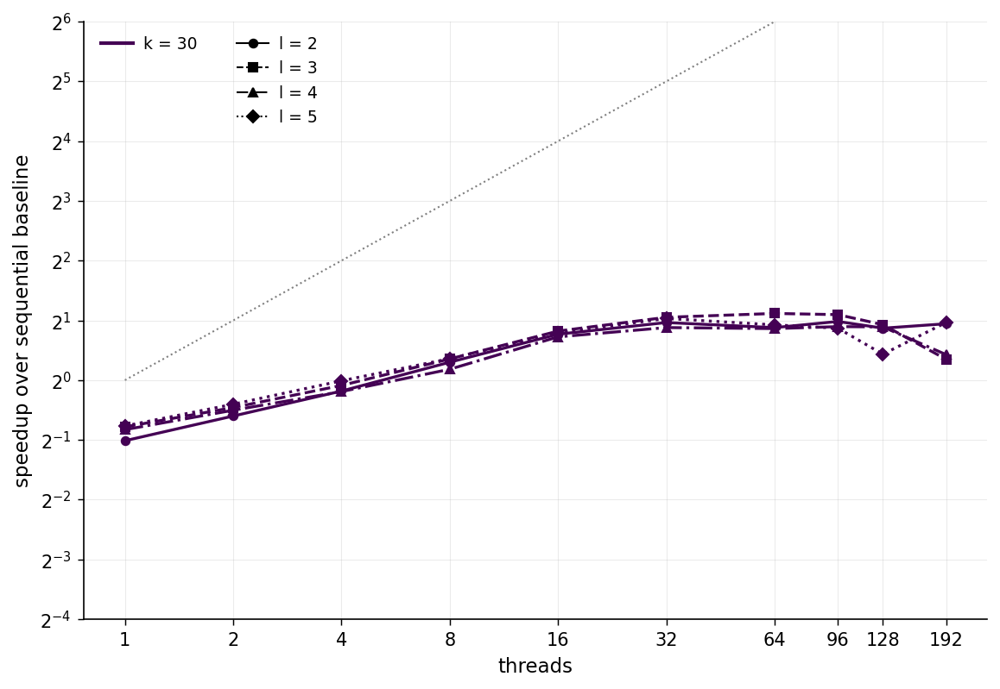 speedup over sequential baseline
2^6
2^5
2^4
2^3
2^2
2^1
2^0
2^−1
2^−2
2^−3
2^−4
k = 30
l = 2
l = 3
l = 4
l = 5
1 2 4 8 16 32 64 96 128 192
threads